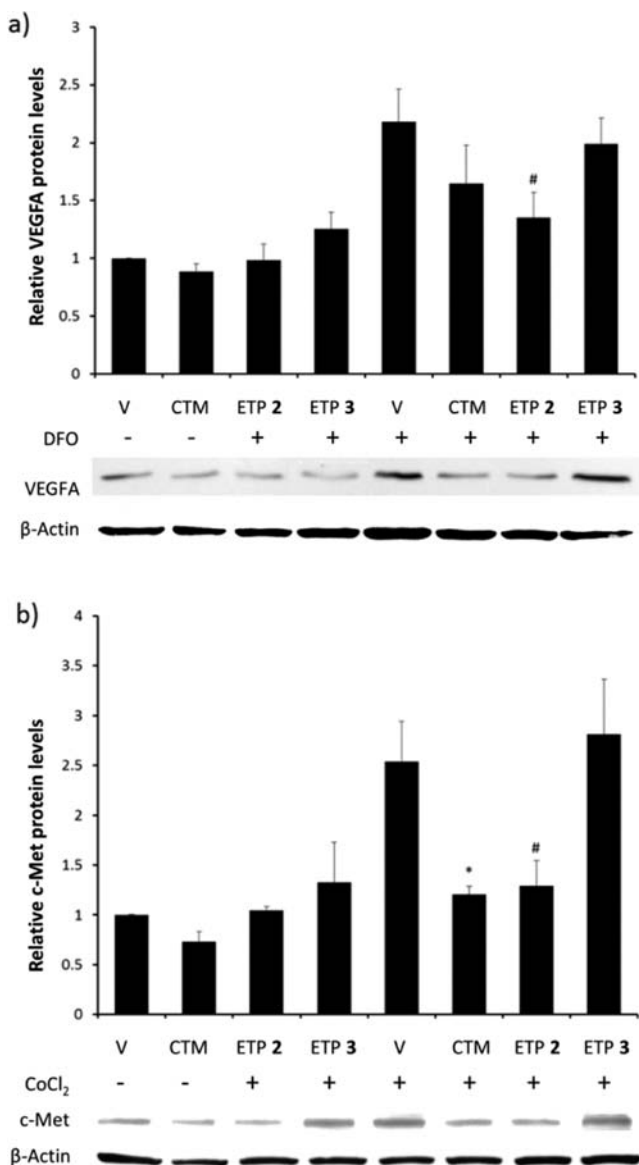 a)
Relative VEGFA protein levels
3
2.5
2
1.5
1
0.5
0
#
V CTM ETP 2 ETP 3 V CTM ETP 2 ETP 3
DFO - - + + + + + +
VEGFA
β-Actin
b)
Relative c-Met protein levels
4
3.5
3
2.5
2
1.5
1
0.5
0
* #
V CTM ETP 2 ETP 3 V CTM ETP 2 ETP 3
CoCl₂ - - + + + + + +
c-Met
β-Actin